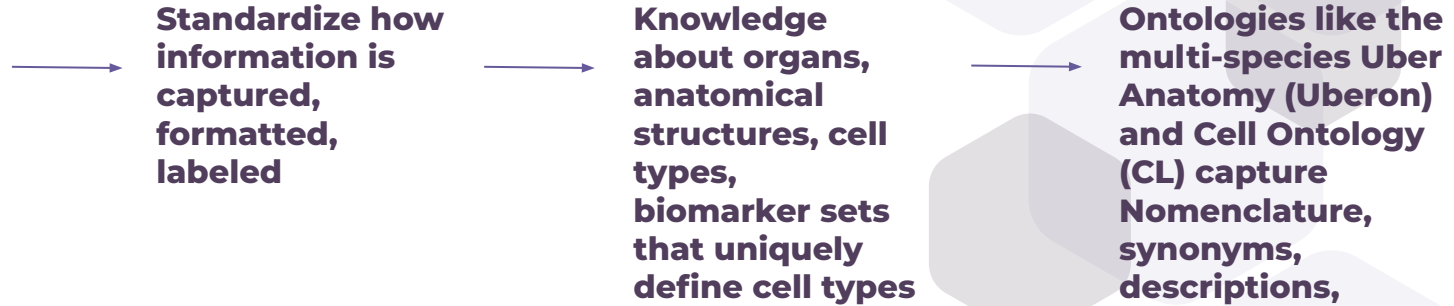 Standardize how
information is
captured,
formatted,
labeled
Knowledge
about organs,
anatomical
structures, cell
types,
biomarker sets
that uniquely
define cell types
Ontologies like the
multi-species Uber
Anatomy (Uberon)
and Cell Ontology
(CL) capture
Nomenclature,
synonyms,
descriptions,